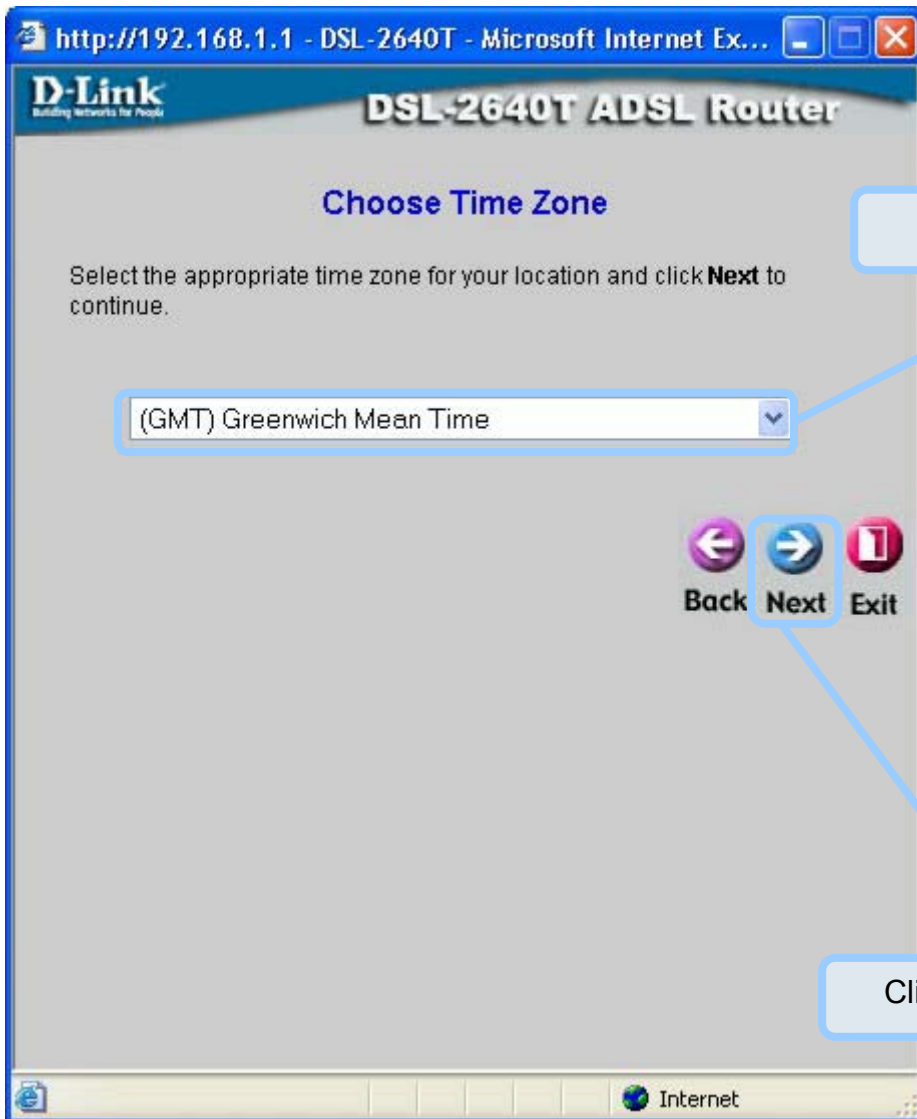 http://192.168.1.1 - DSL-2640T - Microsoft Internet Ex...
D-Link
Building Networks for People
DSL-2640T ADSL Router
Choose Time Zone
Select the appropriate time zone for your location and click Next to
continue.
(GMT) Greenwich Mean Time
Back Next Exit
Internet